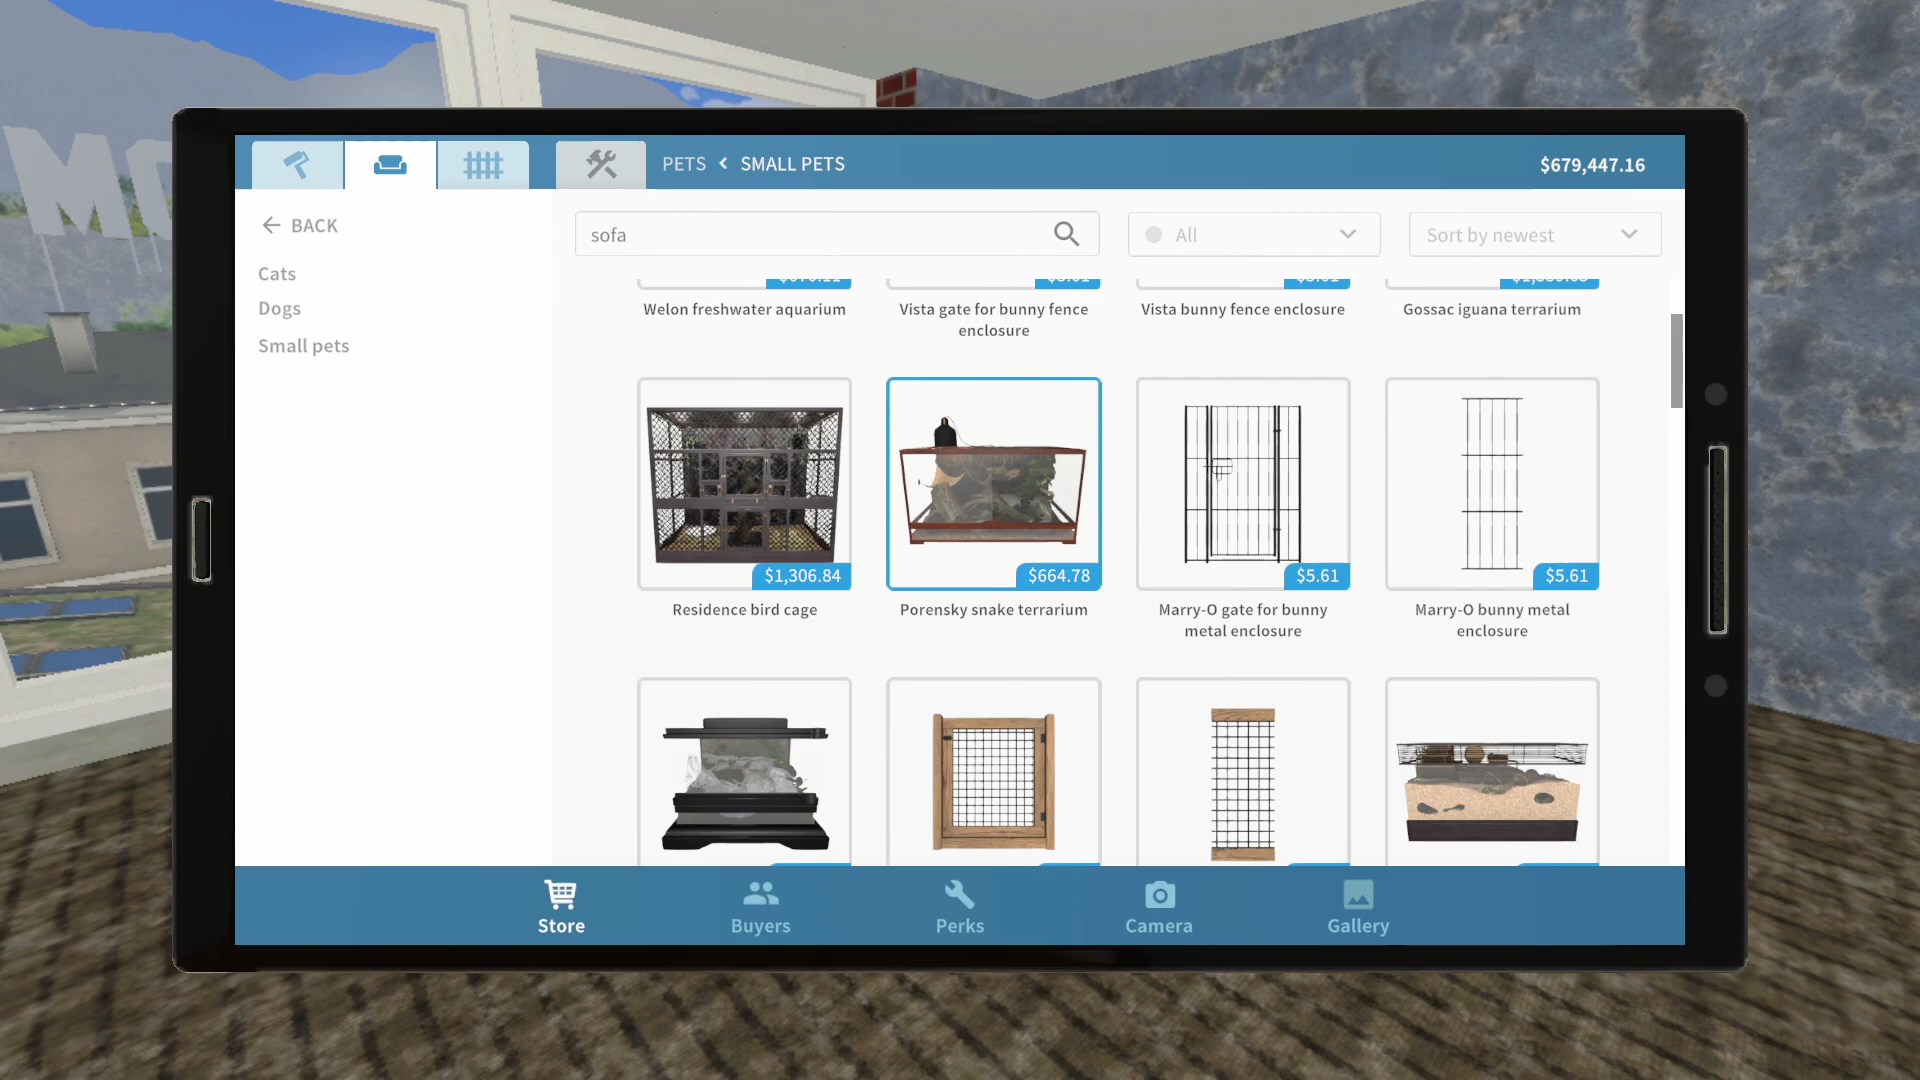 PETS < SMALL PETS
$679,447.16
BACK
sofa
All
Sort by newest
Cats
Dogs
Small pets
Welon freshwater aquarium
Vista gate for bunny fence
enclosure
Vista bunny fence enclosure
Gossac iguana terrarium
$1,306.84
$664.78
$5.61
$5.61
Residence bird cage
Porensky snake terrarium
Marry-O gate for bunny
metal enclosure
Marry-O bunny metal
enclosure
Store
Buyers
Perks
Camera
Gallery